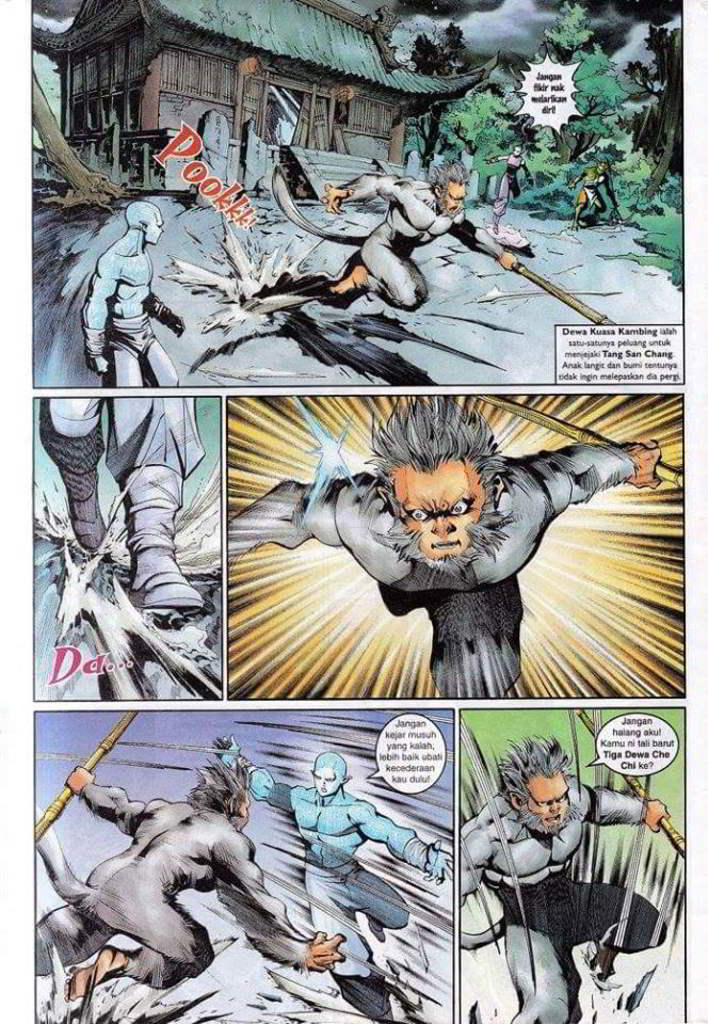 Jangan
fikir nak
melarikan
diri!
Pookkk!
Dewa Kuasa Kambing ialah
satu-satunya peluang untuk
menjejaki Tang San Chang.
Anak langit dan bumi tentunya
tidak ingin melepaskan dia pergi.
Da...
Jangan
kejar musuh
yang kalah,
lebih baik ubati
kecederaan
kau dulu!
Jangan
halang aku!
Kamu ni tali barut
Tiga Dewa Che
Chi ke?